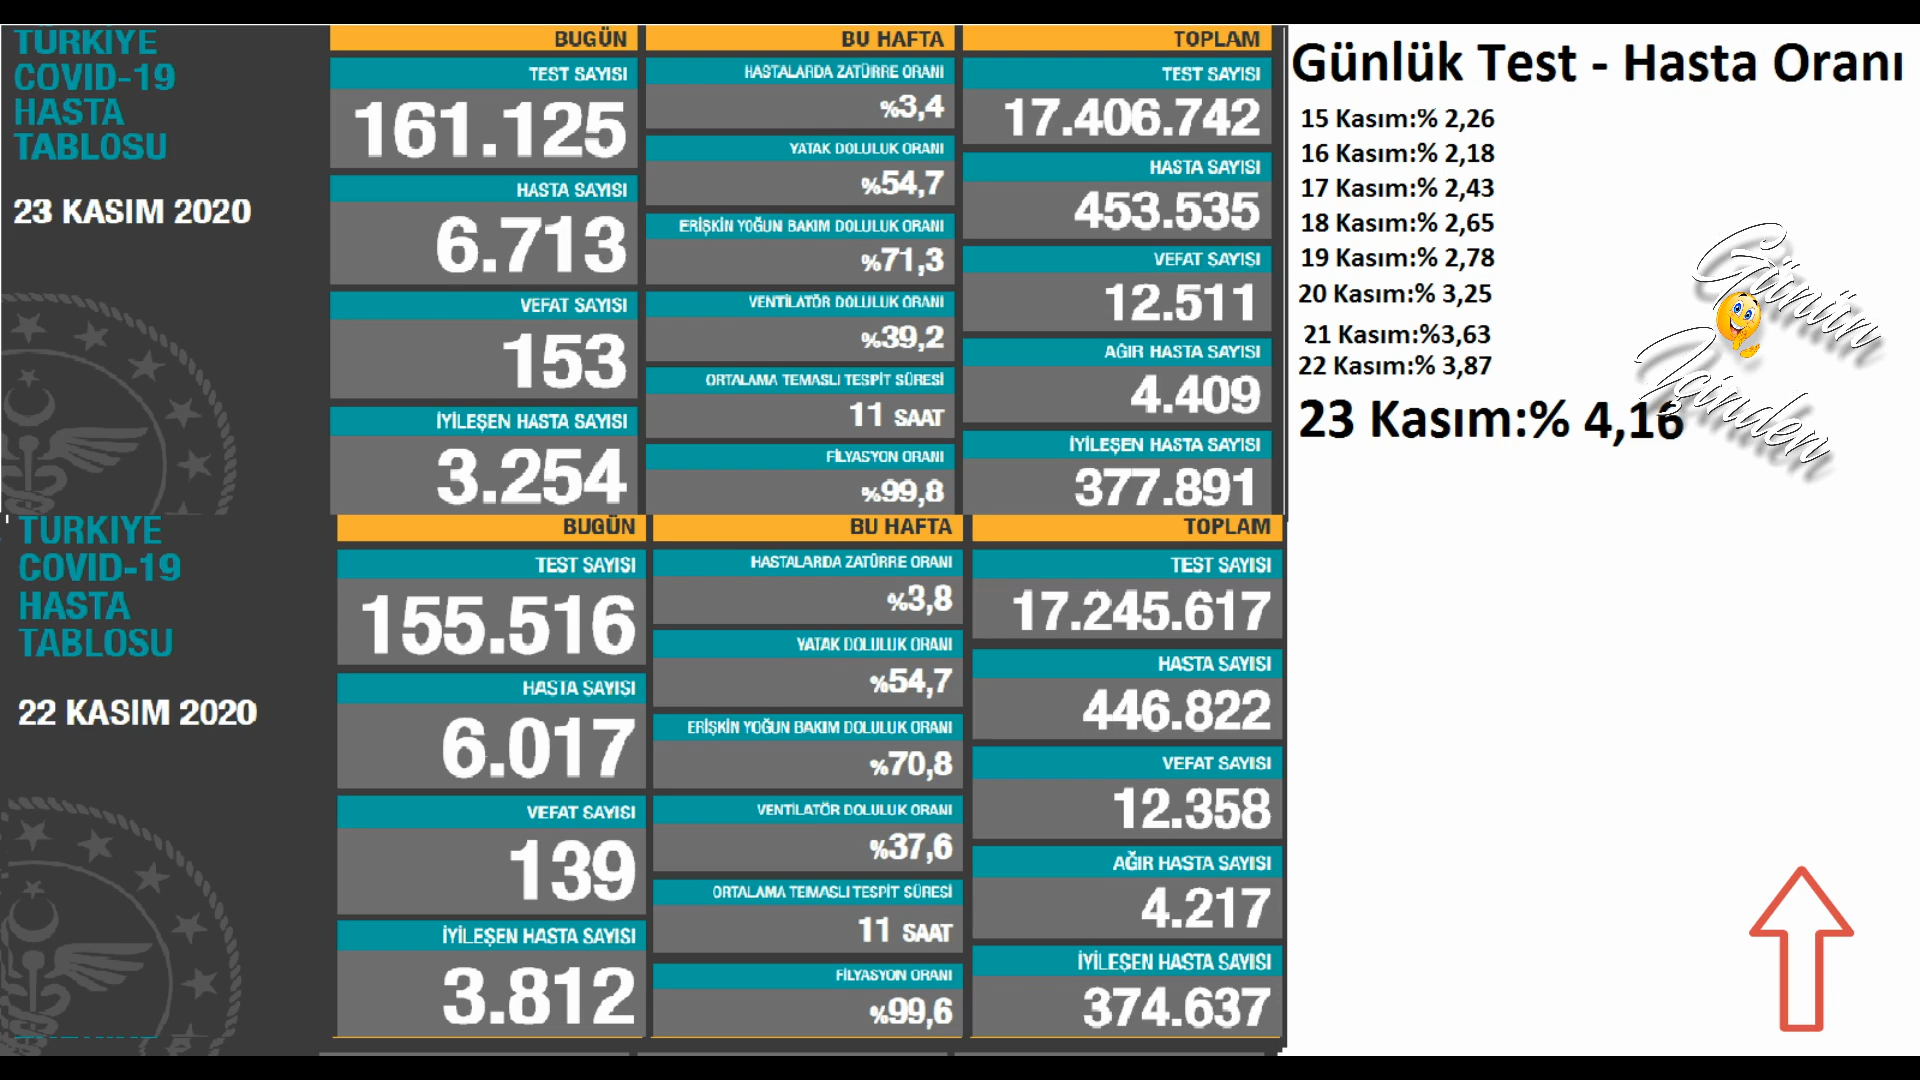 TÜRKİYE
COVID-19
HASTA
TABLOSU
23 KASIM 2020
BUGÜN
TEST SAYISI
161.125
HASTA SAYISI
6.713
VEFAT SAYISI
153
İYİLEŞEN HASTA SAYISI
3.254
BU HAFTA
HASTALARDA ZATÜRRE ORANI
%3,4
YATAK DOLULUK ORANI
%54,7
ERİŞKİN YOĞUN BAKIM DOLULUK ORANI
%71,3
VENTİLATÖR DOLULUK ORANI
%39,2
ORTALAMA TEMASLI TESPİT SÜRESİ
11 SAAT
FİLYASYON ORANI
%99,8
TOPLAM
TEST SAYISI
17.406.742
HASTA SAYISI
453.535
VEFAT SAYISI
12.511
AĞIR HASTA SAYISI
4.409
İYİLEŞEN HASTA SAYISI
377.891
Günlük Test - Hasta Oranı
15 Kasım:% 2,26
16 Kasım:% 2,18
17 Kasım:% 2,43
18 Kasım:% 2,65
19 Kasım:% 2,78
20 Kasım:% 3,25
21 Kasım:%3,63
22 Kasım:% 3,87
23 Kasım:% 4,16
Günün
İçinden
TÜRKİYE
COVID-19
HASTA
TABLOSU
22 KASIM 2020
BUGÜN
TEST SAYISI
155.516
HASTA SAYISI
6.017
VEFAT SAYISI
139
İYİLEŞEN HASTA SAYISI
3.812
BU HAFTA
HASTALARDA ZATÜRRE ORANI
%3,8
YATAK DOLULUK ORANI
%54,7
ERİŞKİN YOĞUN BAKIM DOLULUK ORANI
%70,8
VENTİLATÖR DOLULUK ORANI
%37,6
ORTALAMA TEMASLI TESPİT SÜRESİ
11 SAAT
FİLYASYON ORANI
%99,6
TOPLAM
TEST SAYISI
17.245.617
HASTA SAYISI
446.822
VEFAT SAYISI
12.358
AĞIR HASTA SAYISI
4.217
İYİLEŞEN HASTA SAYISI
374.637